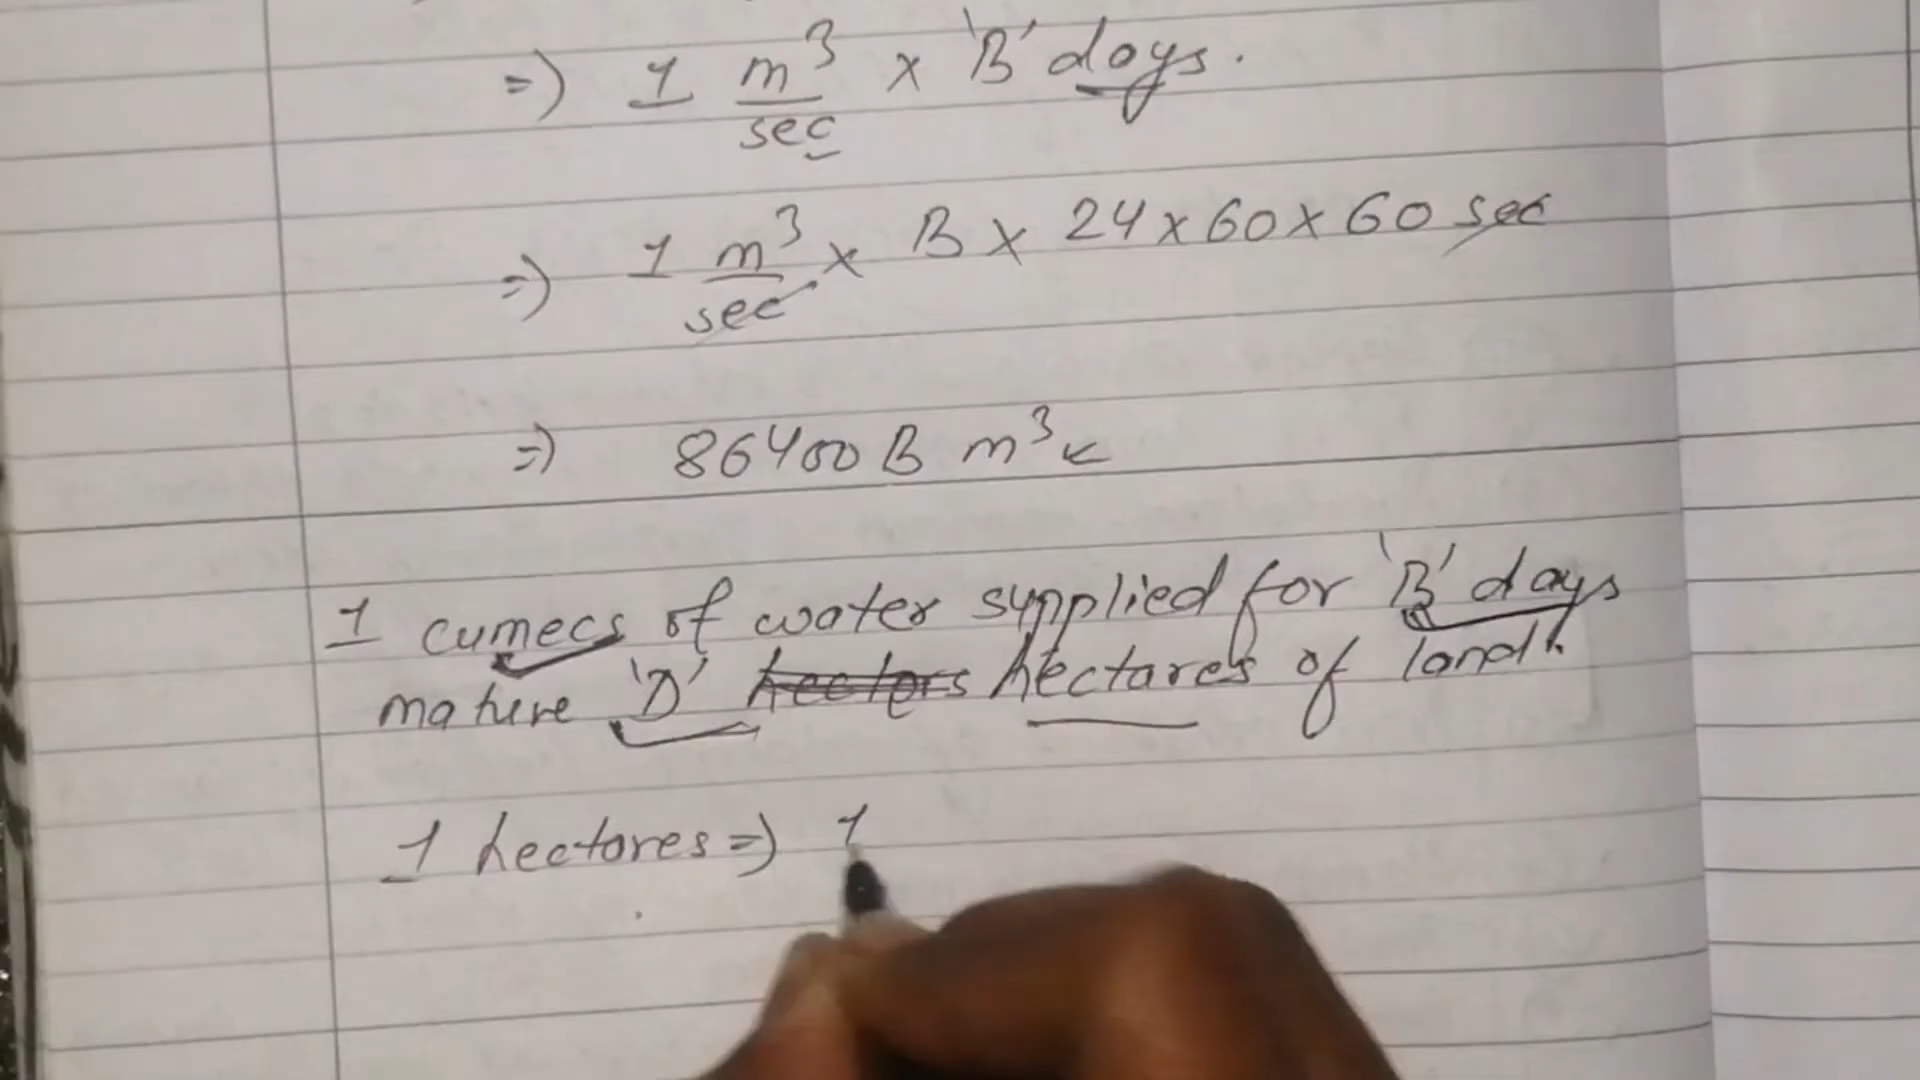 =) 1 m³/sec x 'B' days.
=) 1 m³/sec x B x 24 x 60 x 60 sec
=) 86400 B m³
1 cumecs of water supplied for 'B' days
mature 'D' hectors hectares of land.
1 hectares =) 1